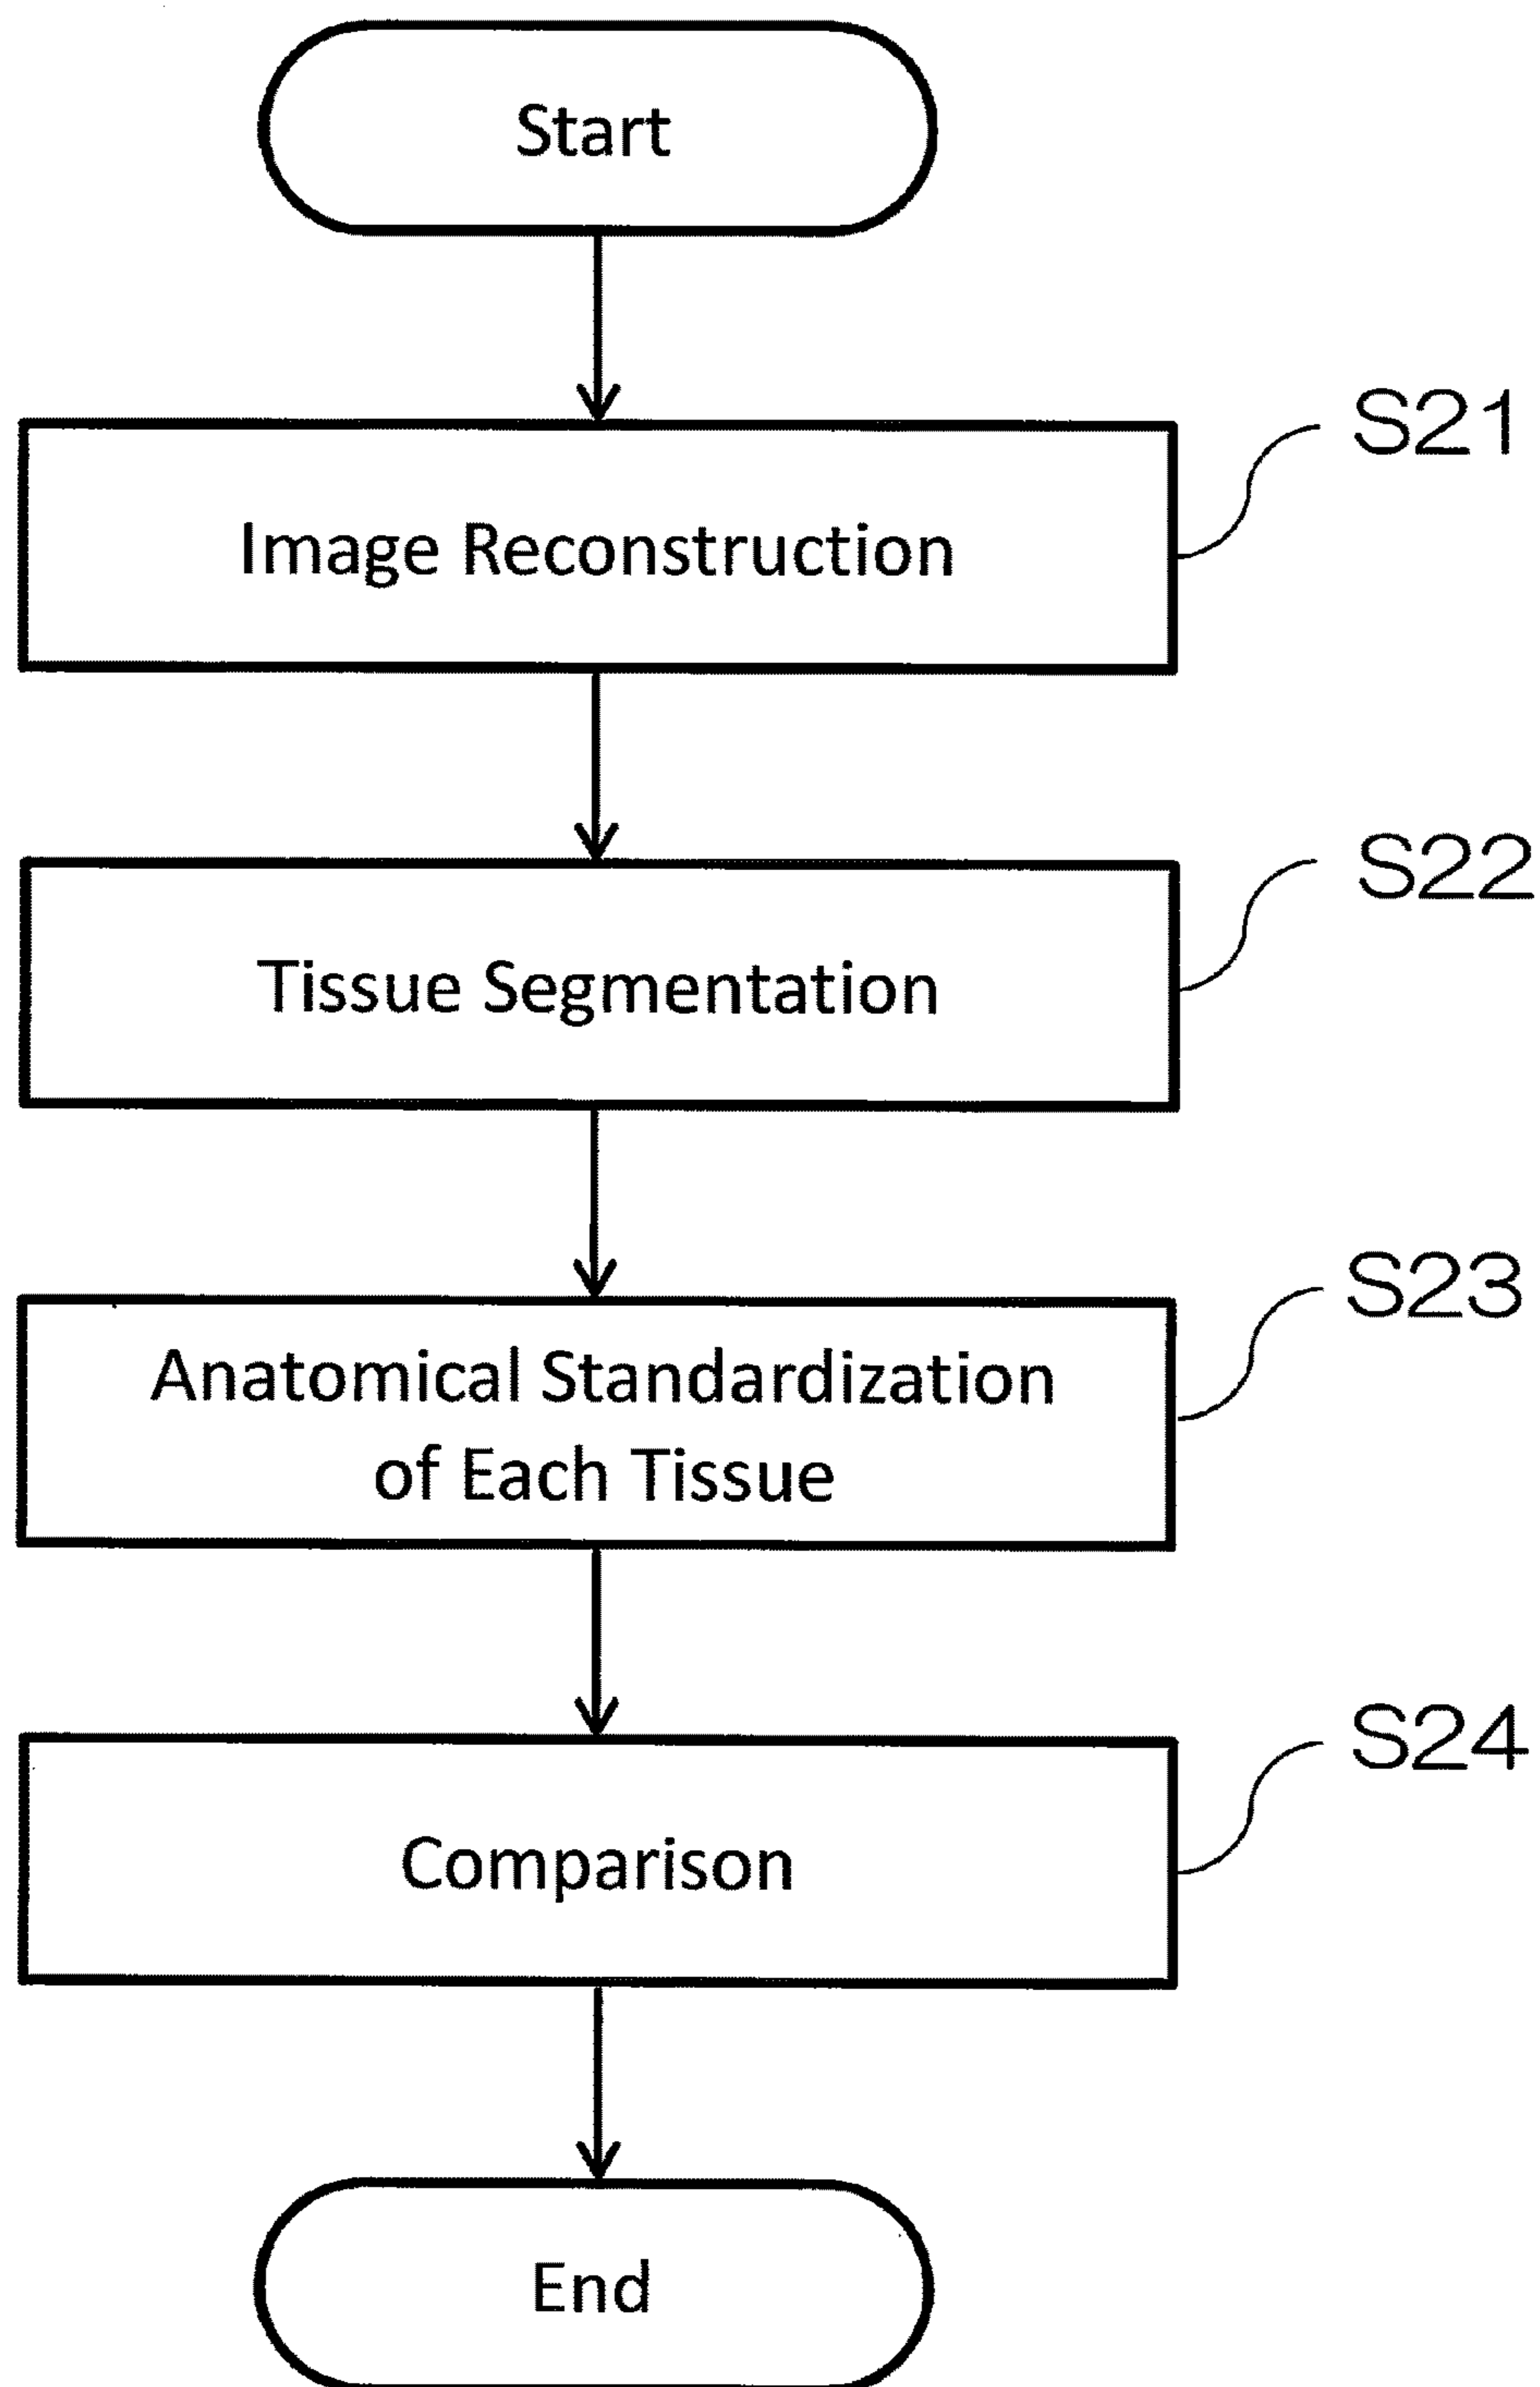 Start
S21
Image Reconstruction
S22
Tissue Segmentation
S23
Anatomical Standardization
of Each Tissue
S24
Comparison
End